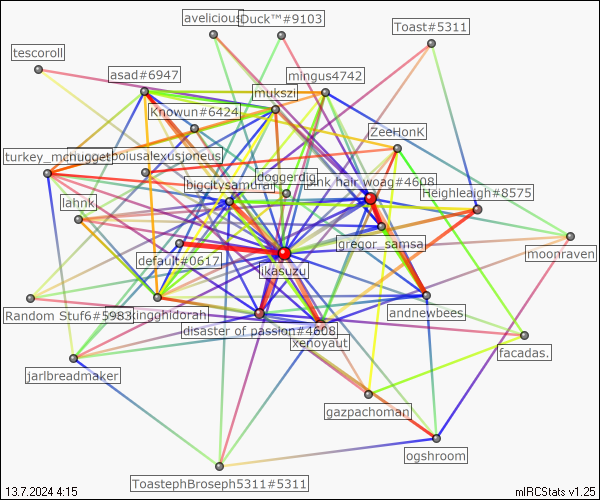 avelicious
Duck™#9103
Toast#5311
tescoroll
asad#6947
mingus4742
mukszi
Knowun#6424
ZeeHonK
turkey_mcnugget
boiusalexusjoneus
doggerdig
bigcitysamurai
pink hair woag#4608
Heighleaigh#8575
lahnk
gregor_samsa
default#0617
likasuzu
moonraven
Random Stuf6#5983
kingghidorah
andnewbees
disaster of passion#4608
xenoyaut
facadas.
jarlbreadmaker
gazpachoman
ogshroom
ToastephBroseph5311#5311
13.7.2024 4:15
mIRCStats v1.25